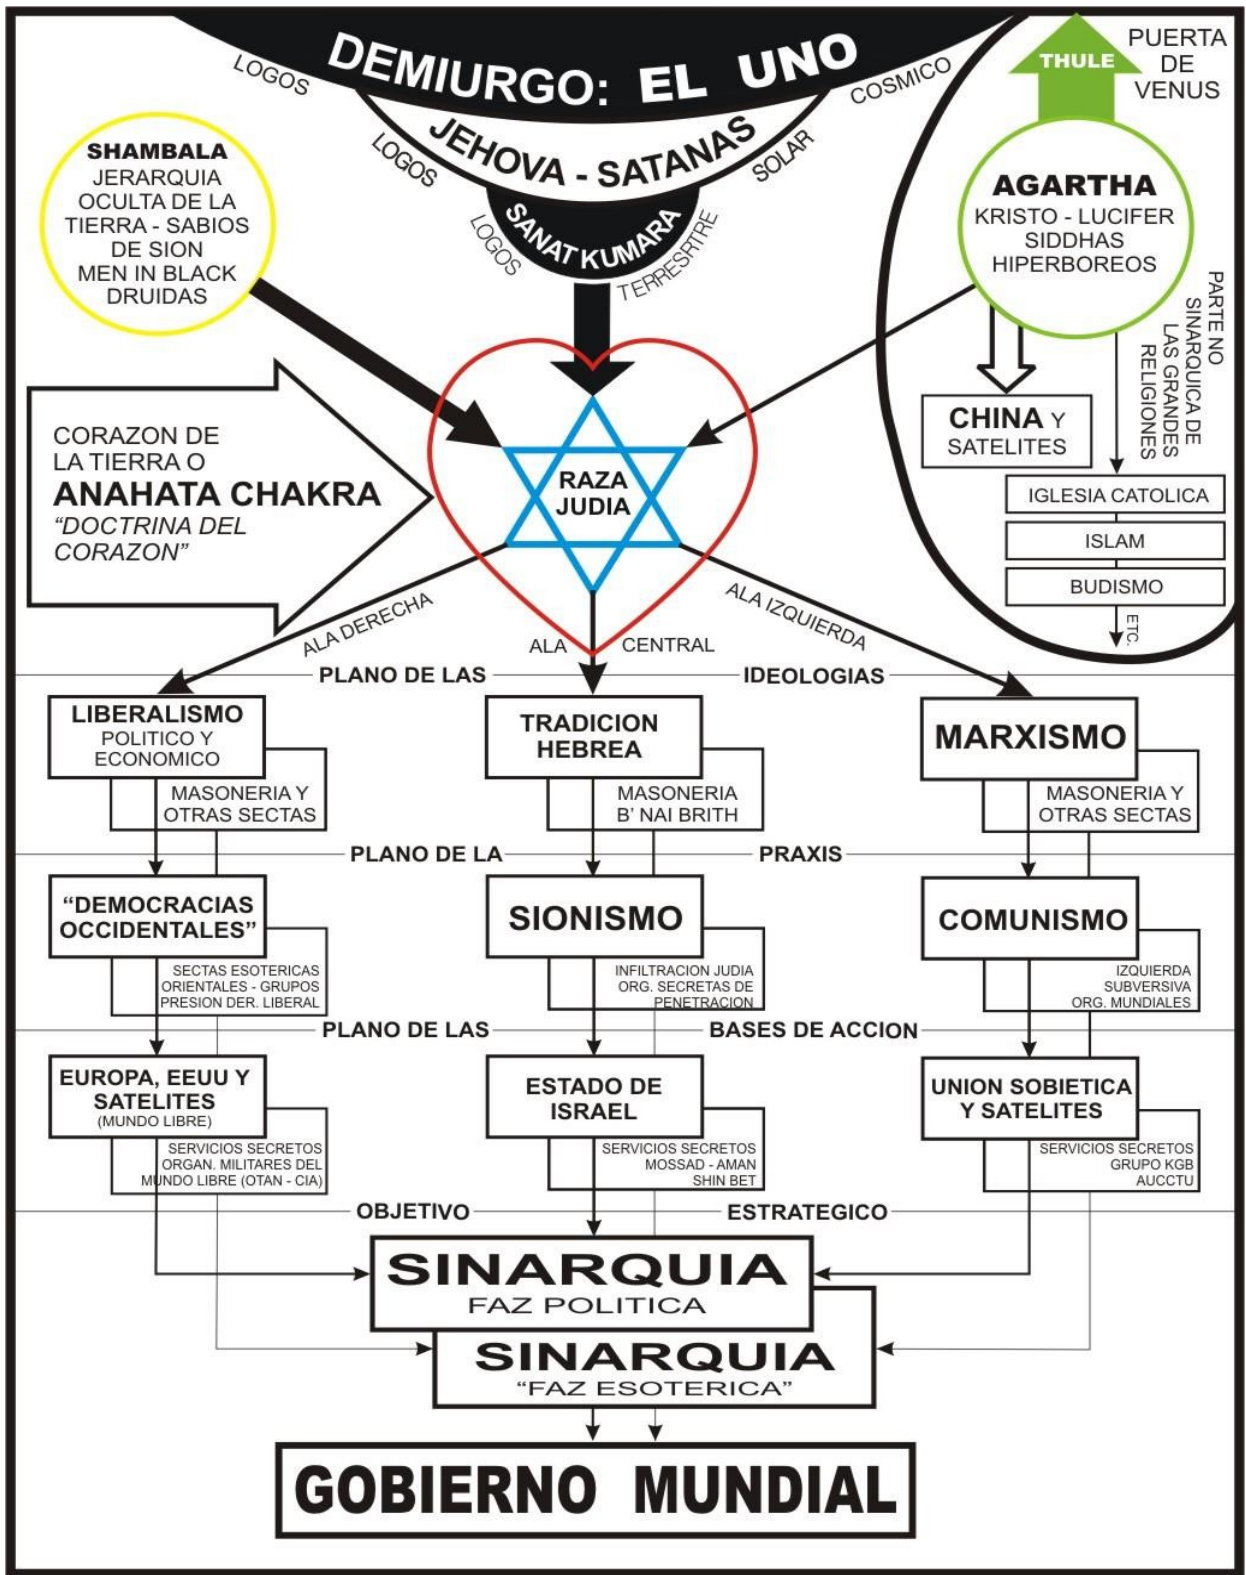 DEMIURGO: EL UNO
LOGOS
COSMICO
JEHOVA - SATANAS
LOGOS
SOLAR
SANAT KUMARA
LOGOS
TERRESRTRE
SHAMBALA
JERARQUIA
OCULTA DE LA
TIERRA - SABIOS
DE SION
MEN IN BLACK
DRUIDAS
THULE
PUERTA
DE
VENUS
AGARTHA
KRISTO - LUCIFER
SIDDHAS
HIPERBOREOS
PARTE NO
SINARQUICA DE
LAS GRANDES
RELIGIONES
CHINA Y
SATELITES
IGLESIA CATOLICA
ISLAM
BUDISMO
ETC.
CORAZON DE
LA TIERRA O
ANAHATA CHAKRA
“DOCTRINA DEL
CORAZON”
RAZA
JUDIA
ALA DERECHA
ALA CENTRAL
ALA IZQUIERDA
PLANO DE LAS IDEOLOGIAS
LIBERALISMO
POLITICO Y
ECONOMICO
MASONERIA Y
OTRAS SECTAS
TRADICION
HEBREA
MASONERIA
B’ NAI BRITH
MARXISMO
MASONERIA Y
OTRAS SECTAS
PLANO DE LA PRAXIS
“DEMOCRACIAS
OCCIDENTALES”
SECTAS ESOTERICAS
ORIENTALES - GRUPOS
PRESION DER. LIBERAL
SIONISMO
INFILTRACION JUDIA
ORG. SECRETAS DE
PENETRACION
COMUNISMO
IZQUIERDA
SUBVERSIVA
ORG. MUNDIALES
PLANO DE LAS BASES DE ACCION
EUROPA, EEUU Y
SATELITES
(MUNDO LIBRE)
SERVICIOS SECRETOS
ORGAN. MILITARES DEL
MUNDO LIBRE (OTAN - CIA)
ESTADO DE
ISRAEL
SERVICIOS SECRETOS
MOSSAD - AMAN
SHIN BET
UNION SOBIETICA
Y SATELITES
SERVICIOS SECRETOS
GRUPO KGB
AUCCTU
OBJETIVO ESTRATEGICO
SINARQUIA
FAZ POLITICA
SINARQUIA
“FAZ ESOTERICA”
GOBIERNO MUNDIAL